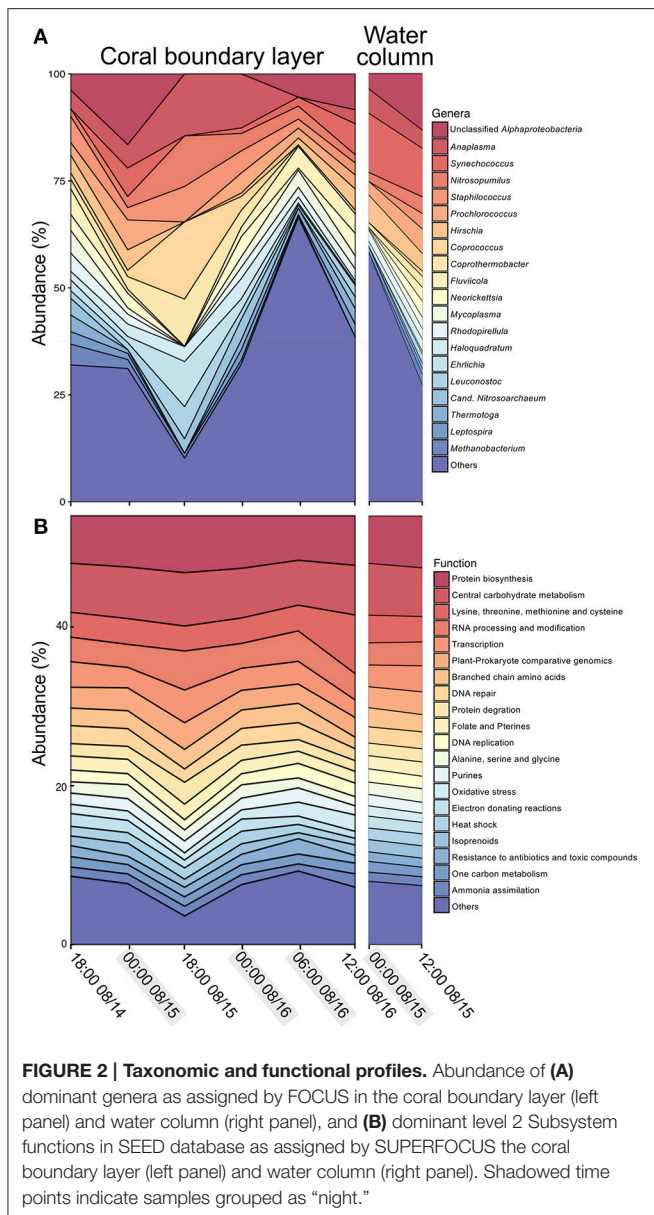 A
Coral boundary layer
Water
column
100
75
50
25
0
Abundance (%)
Genera
Unclassified Alphaproteobacteria
Anaplasma
Synechococcus
Nitrosopumilus
Staphilococcus
Prochlorococcus
Hirschia
Coprococcus
Coprothermobacter
Fluviicola
Neorickettsia
Mycoplasma
Rhodopirellula
Haloquadratum
Ehrlichia
Leuconostoc
Cand. Nitrosoarchaeum
Thermotoga
Leptospira
Methanobacterium
Others
B
40
20
0
Abundance (%)
Function
Protein biosynthesis
Central carbohydrate metabolism
Lysine, threonine, methionine and cysteine
RNA processing and modification
Transcription
Plant-Prokaryote comparative genomics
Branched chain amino acids
DNA repair
Protein degration
Folate and Pterines
DNA replication
Alanine, serine and glycine
Purines
Oxidative stress
Electron donating reactions
Heat shock
Isoprenoids
Resistance to antibiotics and toxic compounds
One carbon metabolism
Ammonia assimilation
Others
18:00 08/14
00:00 08/15
18:00 08/15
00:00 08/16
06:00 08/16
12:00 08/16
00:00 08/15
12:00 08/15
FIGURE 2 | Taxonomic and functional profiles. Abundance of (A)
dominant genera as assigned by FOCUS in the coral boundary layer (left
panel) and water column (right panel), and (B) dominant level 2 Subsystem
functions in SEED database as assigned by SUPERFOCUS the coral
boundary layer (left panel) and water column (right panel). Shadowed time
points indicate samples grouped as “night.”